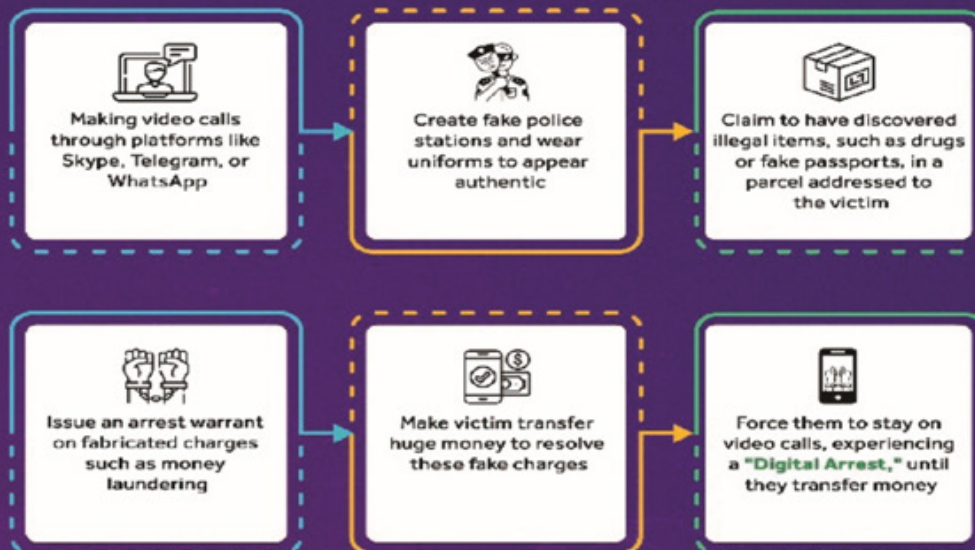 Making video calls
through platforms like
Skype, Telegram, or
WhatsApp
Create fake police
stations and wear
uniforms to appear
authentic
Claim to have discovered
illegal items, such as drugs
or fake passports, in a
parcel addressed to
the victim
Issue an arrest warrant
on fabricated charges
such as money
laundering
$
Make victim transfer
huge money to resolve
these fake charges
Force them to stay on
video calls, experiencing
a "Digital Arrest," until
they transfer money